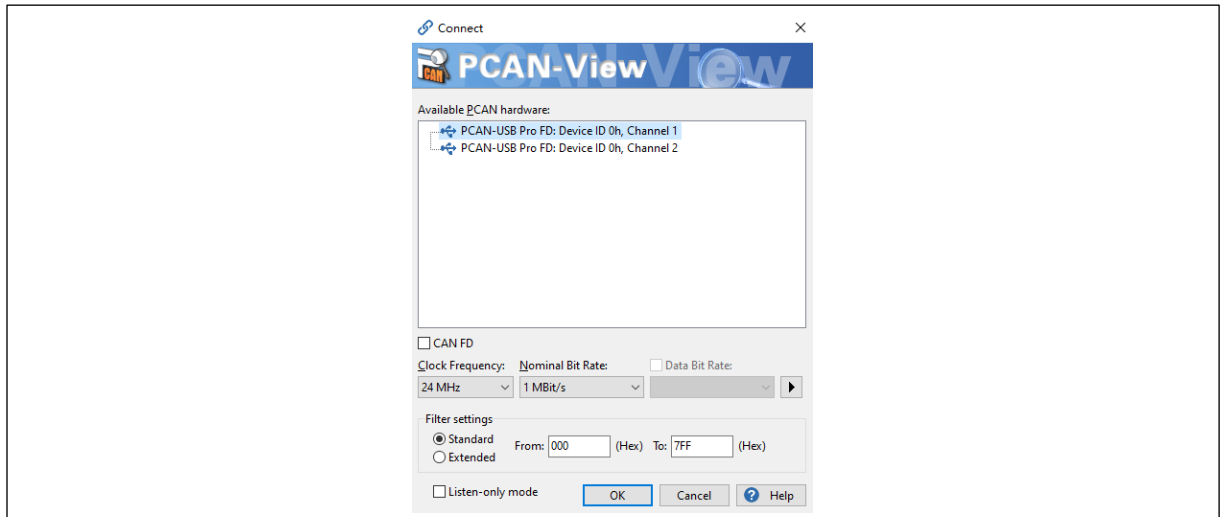 Connect
PCAN-View
Available PCAN hardware:
PCAN-USB Pro FD: Device ID 0h, Channel 1
PCAN-USB Pro FD: Device ID 0h, Channel 2
CAN FD
Clock Frequency: Nominal Bit Rate: Data Bit Rate:
24 MHz 1 MBit/s
Filter settings
Standard
From: 000 (Hex) To: 7FF (Hex)
Extended
Listen-only mode OK Cancel Help